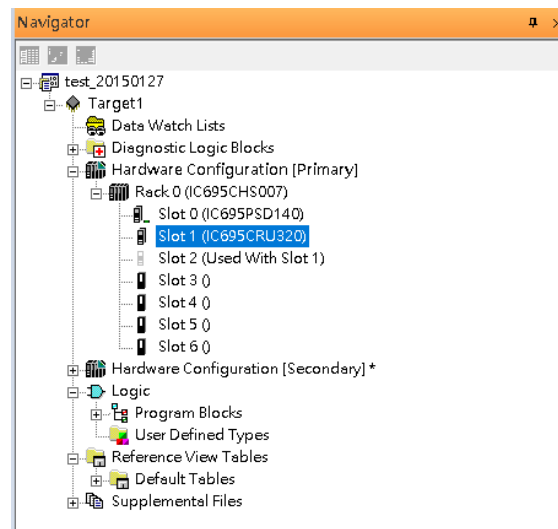 Navigator
test_20150127
Target1
Data Watch Lists
Diagnostic Logic Blocks
Hardware Configuration [Primary]
Rack 0 (IC695CHS007)
Slot 0 (IC695PSD140)
Slot 1 (IC695CRU320)
Slot 2 (Used With Slot 1)
Slot 3 ()
Slot 4 ()
Slot 5 ()
Slot 6 ()
Hardware Configuration [Secondary] *
Logic
Program Blocks
User Defined Types
Reference View Tables
Default Tables
Supplemental Files